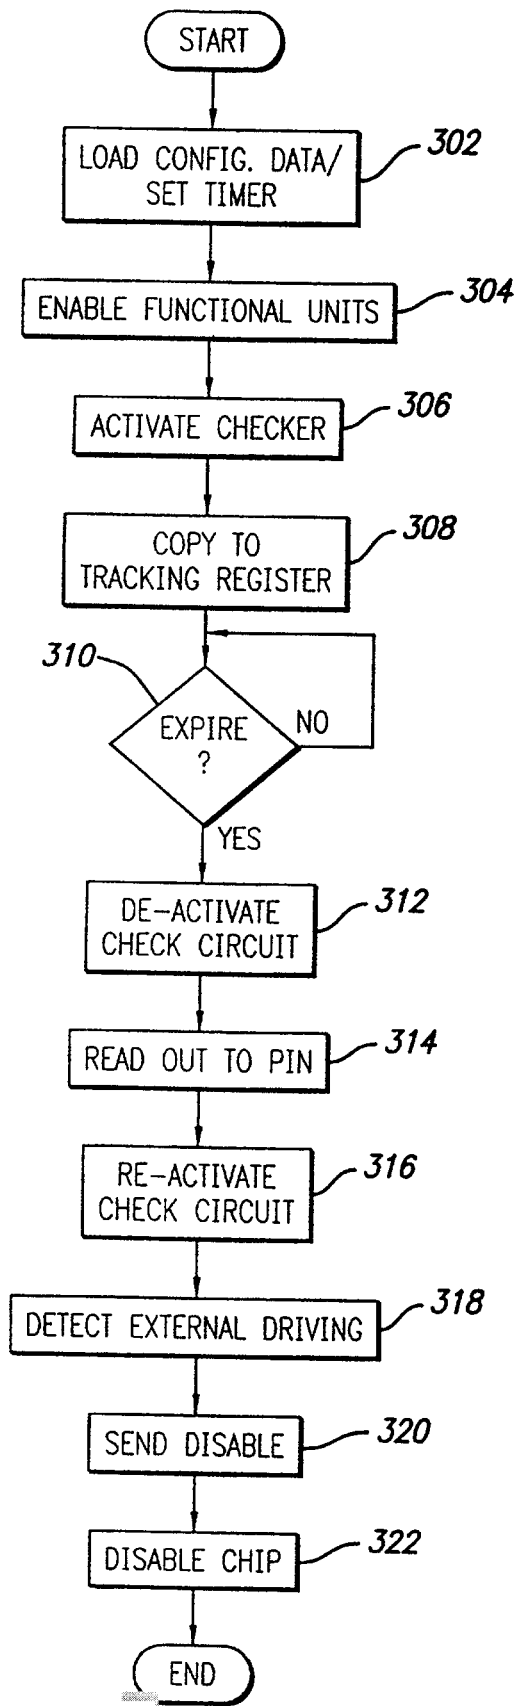 START
LOAD CONFIG. DATA/
SET TIMER
302
ENABLE FUNCTIONAL UNITS
304
ACTIVATE CHECKER
306
COPY TO
TRACKING REGISTER
308
310
EXPIRE
?
NO
YES
DE-ACTIVATE
CHECK CIRCUIT
312
READ OUT TO PIN
314
RE-ACTIVATE
CHECK CIRCUIT
316
DETECT EXTERNAL DRIVING
318
SEND DISABLE
320
DISABLE CHIP
322
END